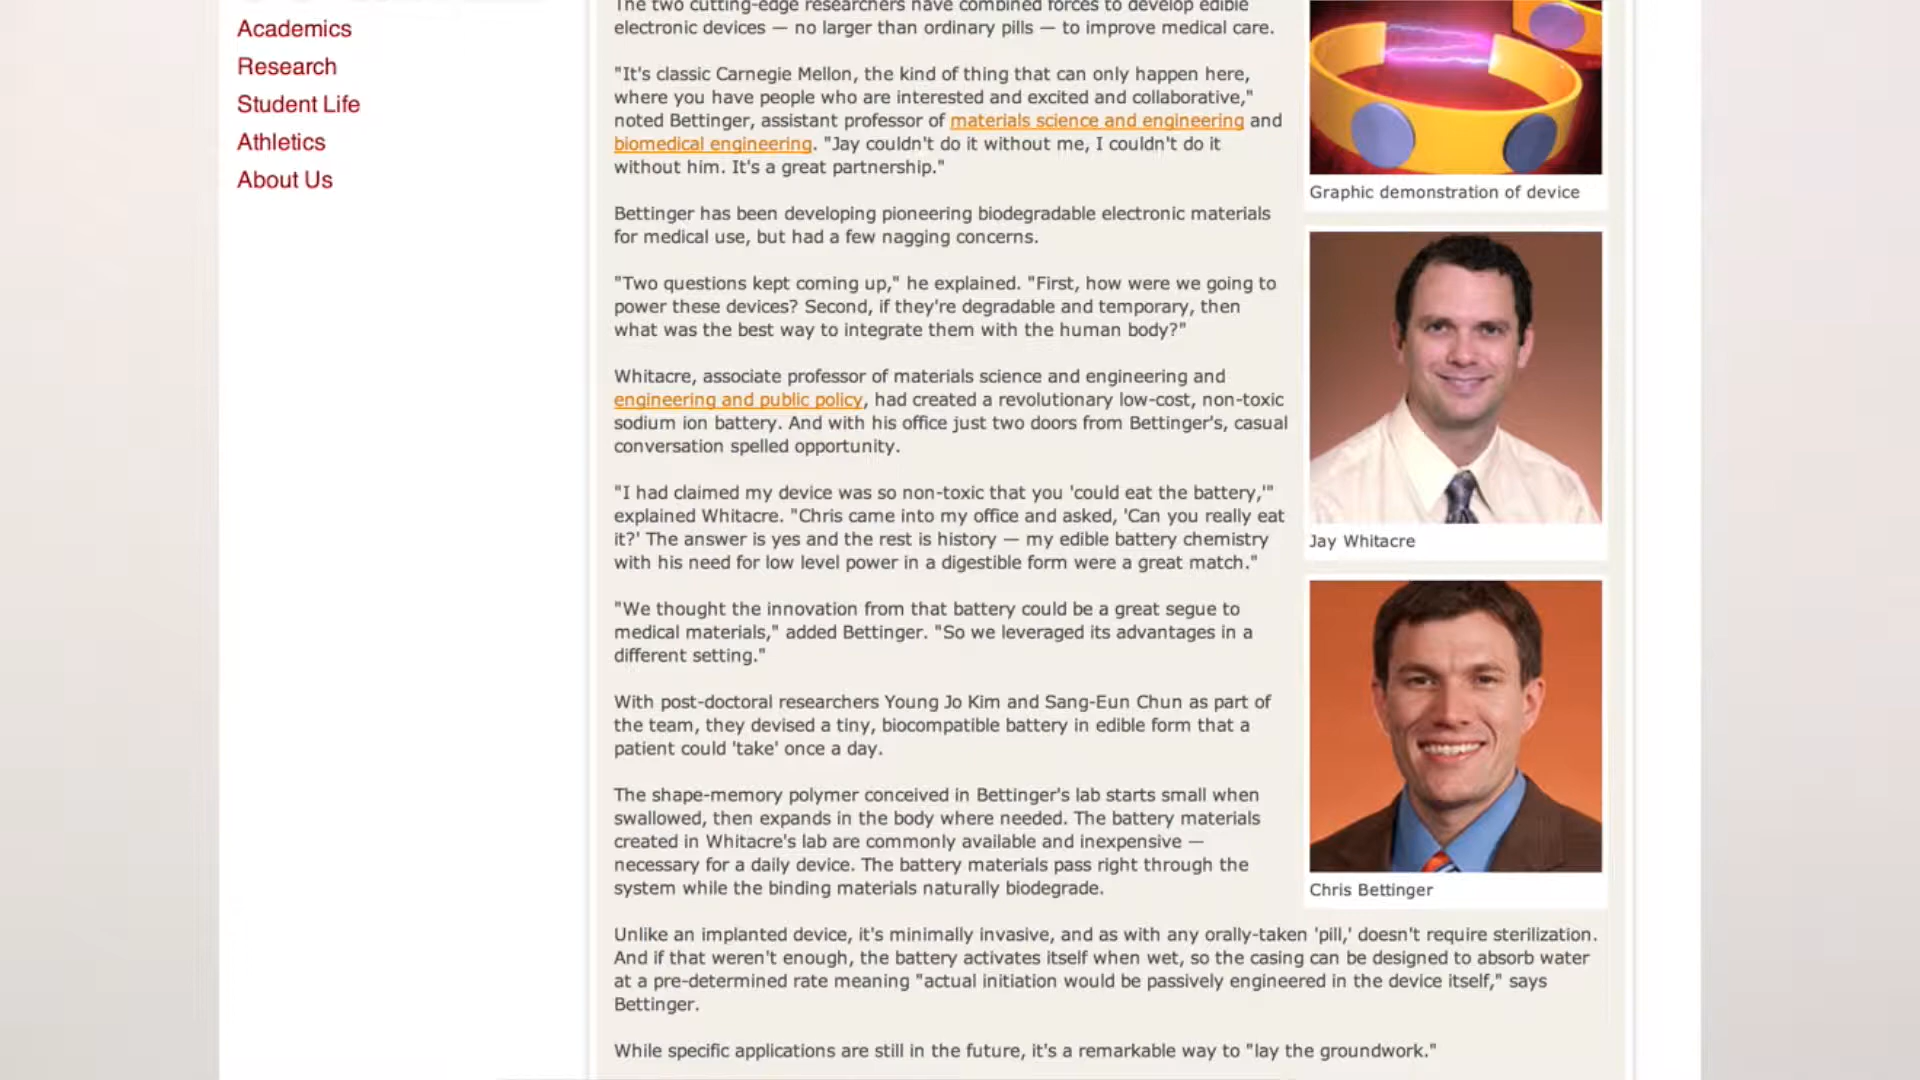 Academics
Research
Student Life
Athletics
About Us
The two cutting-edge researchers have combined forces to develop edible
electronic devices — no larger than ordinary pills — to improve medical care.
"It's classic Carnegie Mellon, the kind of thing that can only happen here,
where you have people who are interested and excited and collaborative,"
noted Bettinger, assistant professor of materials science and engineering and
biomedical engineering. "Jay couldn't do it without me, I couldn't do it
without him. It's a great partnership."
Bettinger has been developing pioneering biodegradable electronic materials
for medical use, but had a few nagging concerns.
"Two questions kept coming up," he explained. "First, how were we going to
power these devices? Second, if they're degradable and temporary, then
what was the best way to integrate them with the human body?"
Whitacre, associate professor of materials science and engineering and
engineering and public policy, had created a revolutionary low-cost, non-toxic
sodium ion battery. And with his office just two doors from Bettinger's, casual
conversation spelled opportunity.
"I had claimed my device was so non-toxic that you 'could eat the battery,'"
explained Whitacre. "Chris came into my office and asked, 'Can you really eat
it?' The answer is yes and the rest is history — my edible battery chemistry
with his need for low level power in a digestible form were a great match."
"We thought the innovation from that battery could be a great segue to
medical materials," added Bettinger. "So we leveraged its advantages in a
different setting."
With post-doctoral researchers Young Jo Kim and Sang-Eun Chun as part of
the team, they devised a tiny, biocompatible battery in edible form that a
patient could 'take' once a day.
The shape-memory polymer conceived in Bettinger's lab starts small when
swallowed, then expands in the body where needed. The battery materials
created in Whitacre's lab are commonly available and inexpensive —
necessary for a daily device. The battery materials pass right through the
system while the binding materials naturally biodegrade.
Unlike an implanted device, it's minimally invasive, and as with any orally-taken 'pill,' doesn't require sterilization.
And if that weren't enough, the battery activates itself when wet, so the casing can be designed to absorb water
at a pre-determined rate meaning "actual initiation would be passively engineered in the device itself," says
Bettinger.
While specific applications are still in the future, it's a remarkable way to "lay the groundwork."
Graphic demonstration of device
Jay Whitacre
Chris Bettinger